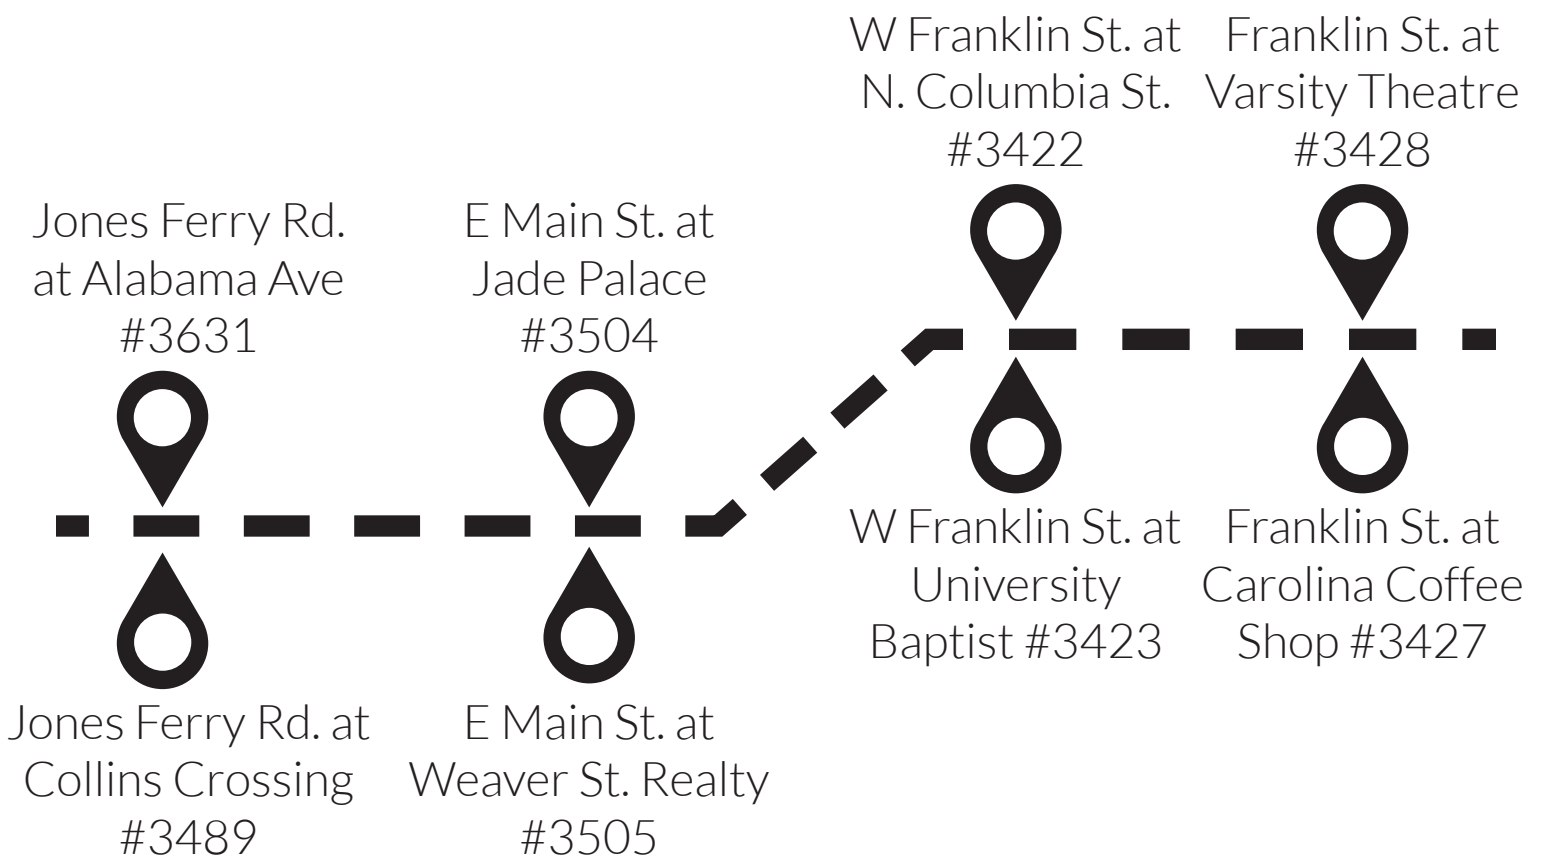 W Franklin St. at
N. Columbia St.
#3422
Franklin St. at
Varsity Theatre
#3428
Jones Ferry Rd.
at Alabama Ave
#3631
E Main St. at
Jade Palace
#3504
W Franklin St. at
University
Baptist #3423
Franklin St. at
Carolina Coffee
Shop #3427
Jones Ferry Rd. at
Collins Crossing
#3489
E Main St. at
Weaver St. Realty
#3505